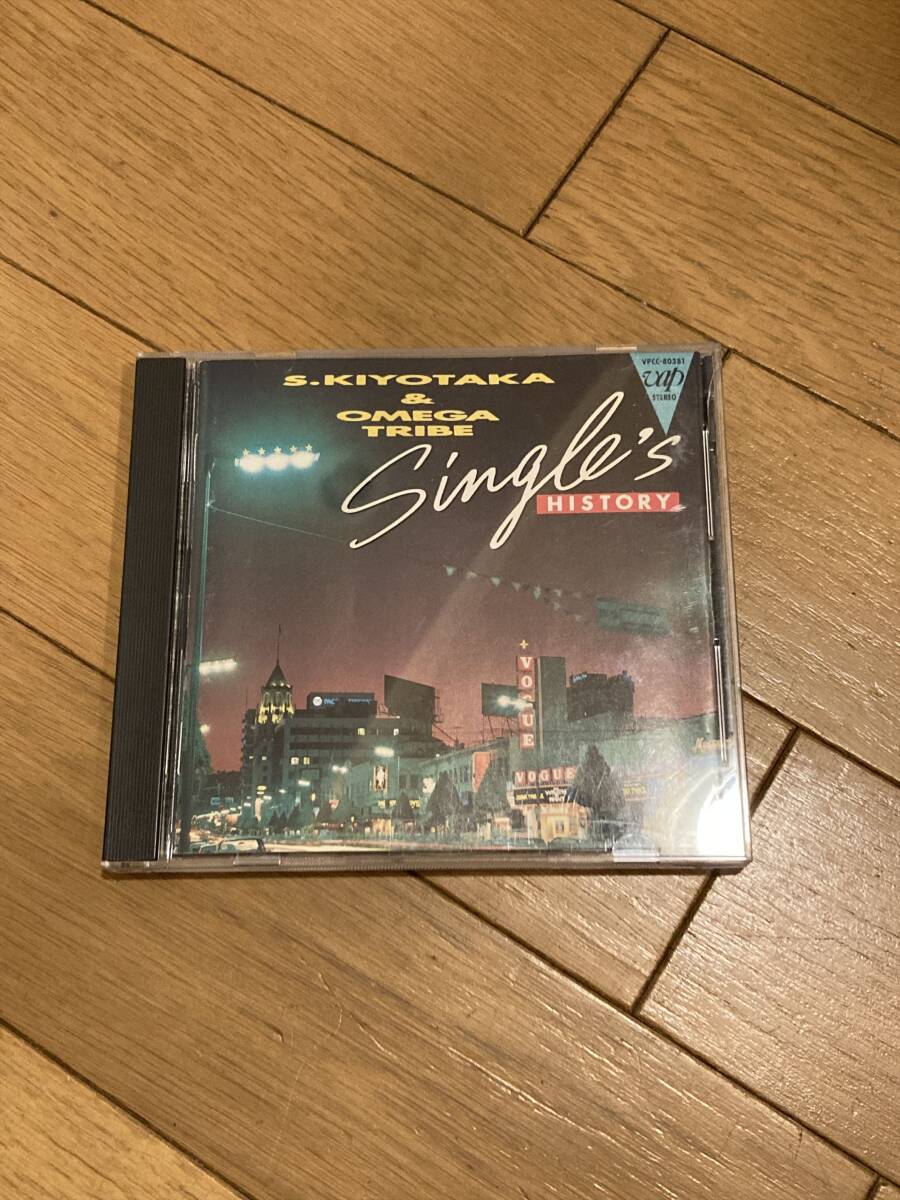 S.KIYOTAKA
&
OMEGA
TRIBE
Single's
HISTORY
VPCC-80381
vap
STEREO
VOGUE
VOGUE